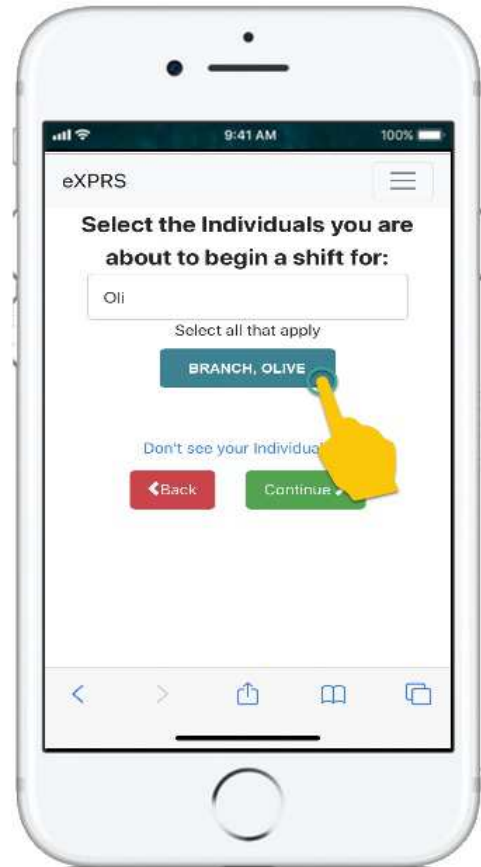 9:41 AM
100%
eXPRS
Select the Individuals you are
about to begin a shift for:
Oli
Select all that apply
BRANCH, OLIVE
Don't see your Individual
Back
Continue